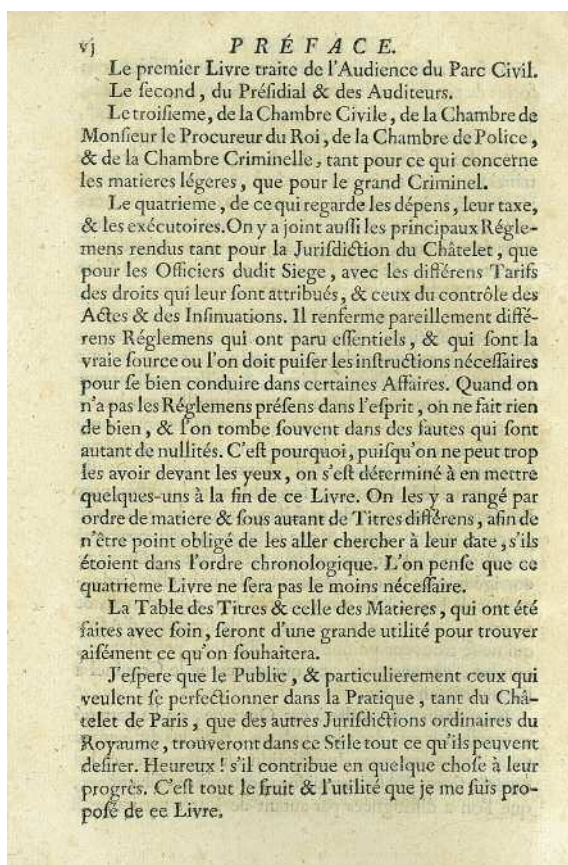 vj PRÉFACE.
Le premier Livre traite de l'Audience du Parc Civil.
Le ſecond, du Préſidial & des Auditeurs.
Le troiſieme, de la Chambre Civile, de la Chambre de
Monſieur le Procureur du Roi, de la Chambre de Police,
& de la Chambre Criminelle, tant pour ce qui concerne
les matieres légeres, que pour le grand Criminel.
Le quatrieme, de ce qui regarde les dépens, leur taxe,
& les exécutoires. On y a joint auſſi les principaux Régle-
mens rendus tant pour la Juriſdiction du Châtelet, que
pour les Officiers dudit Siege, avec les différens Tarifs
des droits qui leur ſont attribués, & ceux du contrôle des
Actes & des Inſinuations. Il renferme pareillement diffé-
rens Réglemens qui ont paru eſſentiels, & qui ſont la
vraie ſource ou l'on doit puiſer les inſtructions néceſſaires
pour ſe bien conduire dans certaines Affaires. Quand on
n'a pas les Réglemens préſens dans l'eſprit, on ne fait rien
de bien, & l'on tombe ſouvent dans des fautes qui ſont
autant de nullités. C'eſt pourquoi, puiſqu'on ne peut trop
les avoir devant les yeux, on s'eſt déterminé à en mettre
quelques-uns à la fin de ce Livre. On les y a rangé par
ordre de matiere & ſous autant de Titres différens, afin de
n'être point obligé de les aller chercher à leur date, s'ils
étoient dans l'ordre chronologique. L'on penſe que ce
quatrieme Livre ne ſera pas le moins néceſſaire.
La Table des Titres & celle des Matieres, qui ont été
faites avec ſoin, ſeront d'une grande utilité pour trouver
aiſément ce qu'on ſouhaitera.
J'eſpere que le Public, & particulierement ceux qui
veulent ſe perfectionner dans la Pratique, tant du Châ-
telet de Paris, que des autres Juriſdictions ordinaires du
Royaume, trouveront dans ce Stile tout ce qu'ils peuvent
deſirer. Heureux ! s'il contribue en quelque choſe à leur
progrès. C'eſt tout le fruit & l'utilité que je me ſuis pro-
poſé de ce Livre.